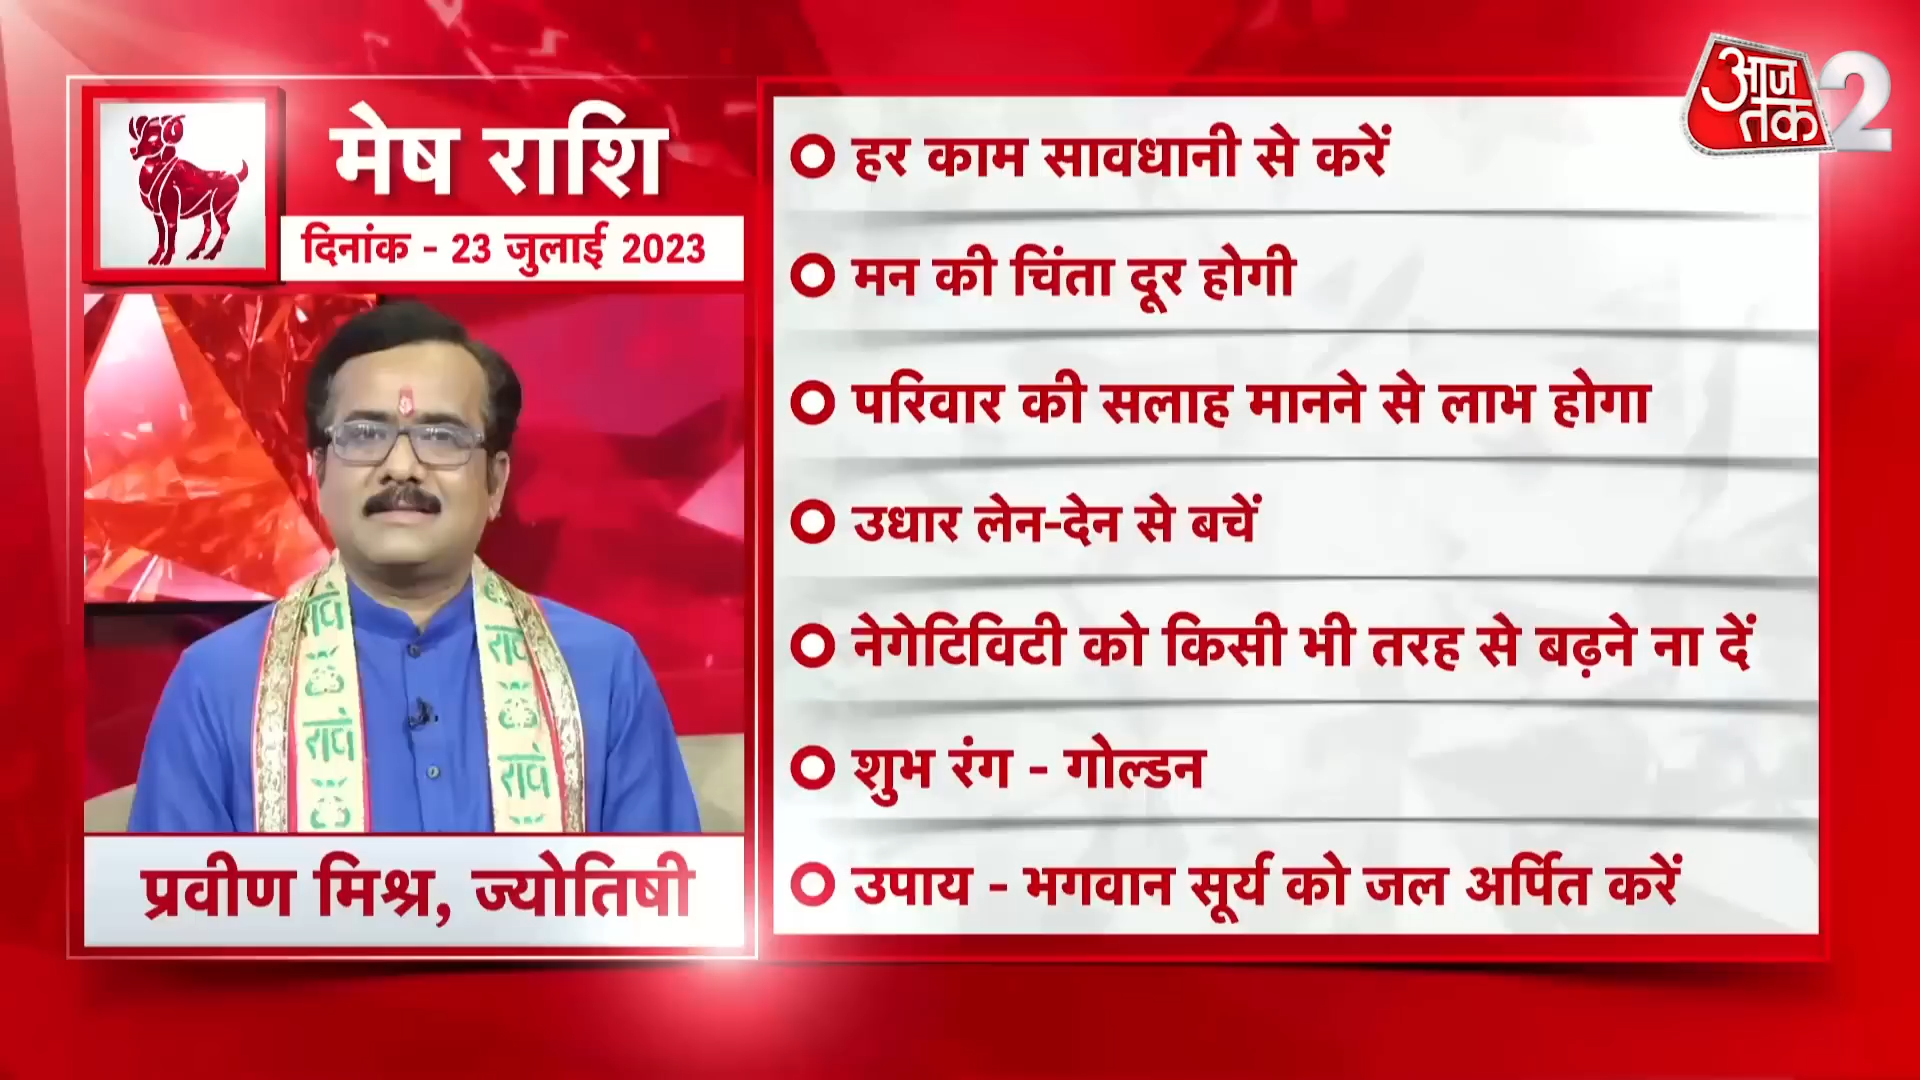 आज
तक 2
मेष राशि
दिनांक - 23 जुलाई 2023
प्रवीण मिश्र, ज्योतिषी
हर काम सावधानी से करें
मन की चिंता दूर होगी
परिवार की सलाह मानने से लाभ होगा
उधार लेन-देन से बचें
नेगेटिविटी को किसी भी तरह से बढ़ने ना दें
शुभ रंग - गोल्डन
उपाय - भगवान सूर्य को जल अर्पित करें